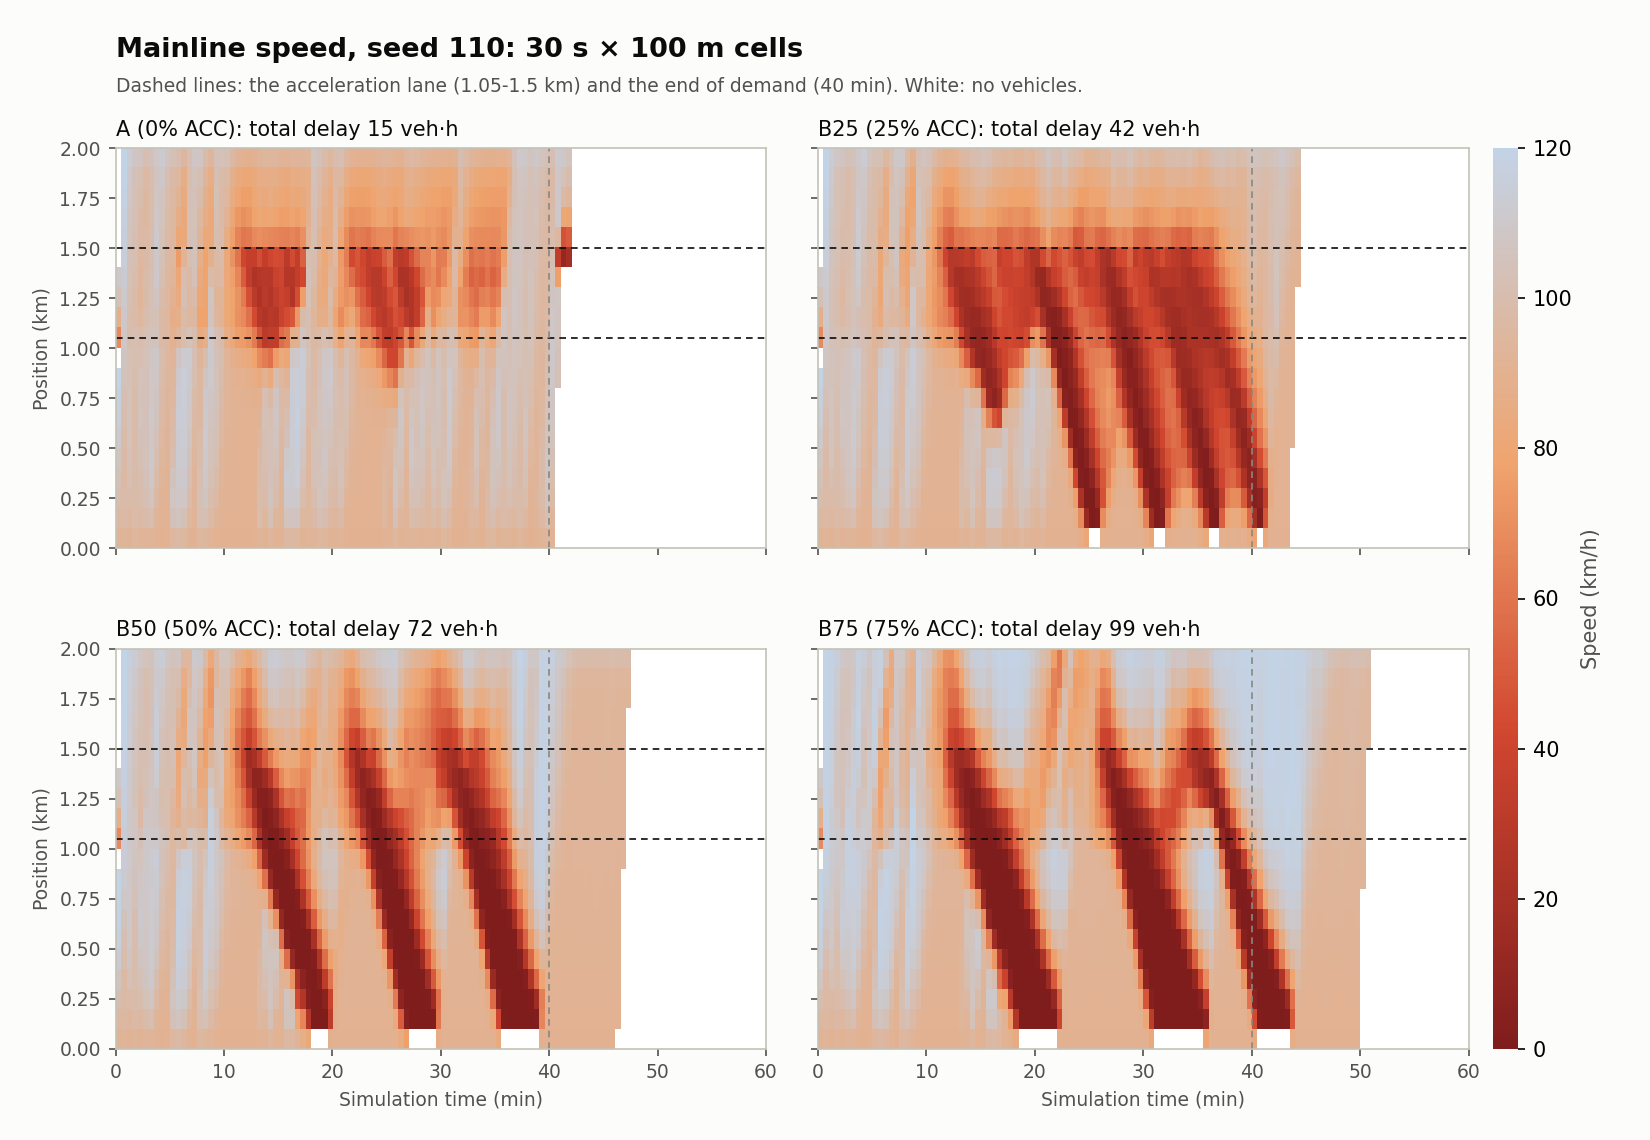 Mainline speed, seed 110: 30 s × 100 m cells
Dashed lines: the acceleration lane (1.05-1.5 km) and the end of demand (40 min). White: no vehicles.
A (0% ACC): total delay 15 veh·h
B25 (25% ACC): total delay 42 veh·h
2.00
1.75
1.50
1.25
1.00
0.75
0.50
0.25
0.00
Position (km)
120
100
80
60
40
20
0
Speed (km/h)
B50 (50% ACC): total delay 72 veh·h
B75 (75% ACC): total delay 99 veh·h
2.00
1.75
1.50
1.25
1.00
0.75
0.50
0.25
0.00
Position (km)
0 10 20 30 40 50 60
0 10 20 30 40 50 60
Simulation time (min)
Simulation time (min)